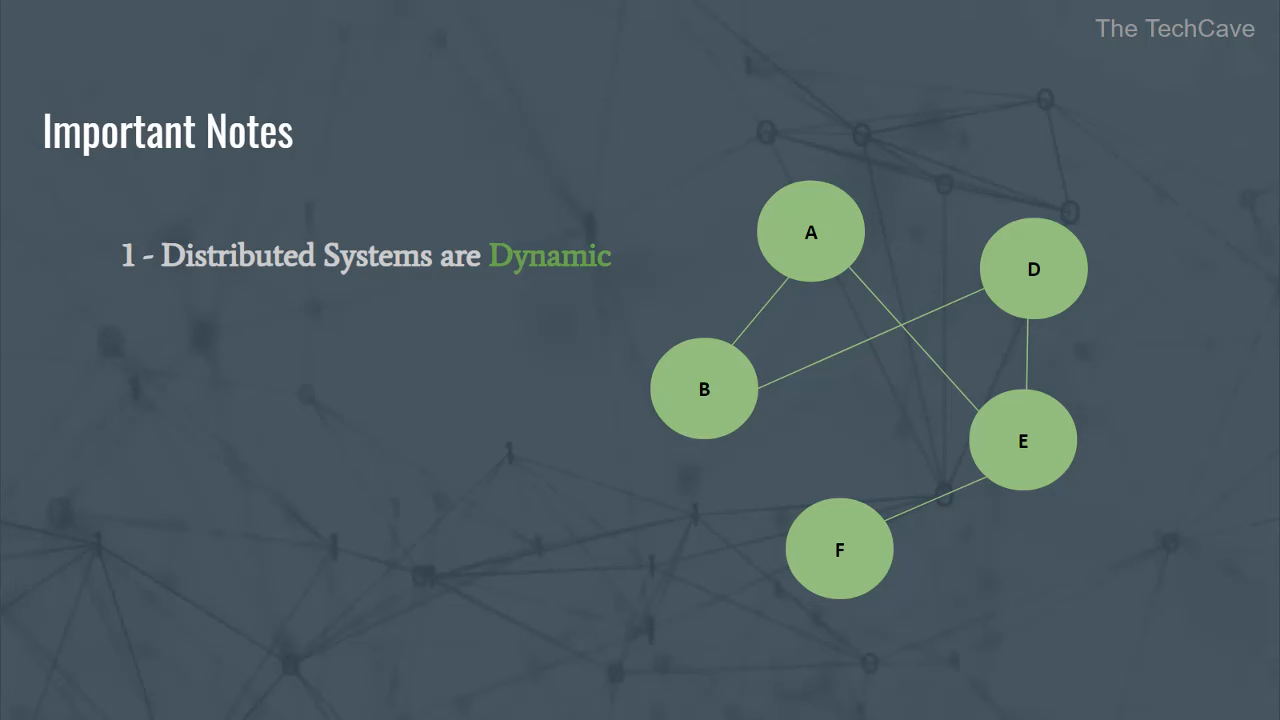 The TechCave
Important Notes
1 - Distributed Systems are Dynamic
A
D
B
E
F